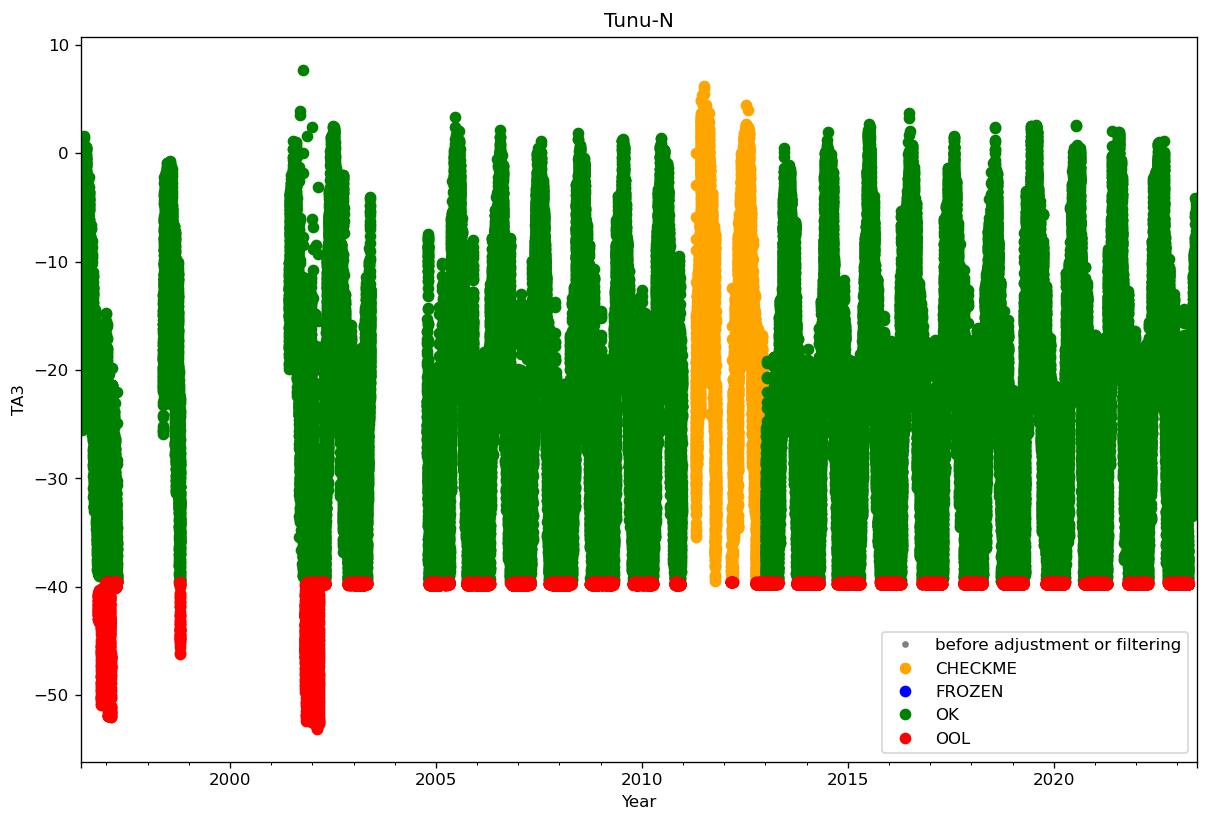 Tunu-N
10
0
−10
−20
−30
−40
−50
TA3
2000
2005
2010
2015
2020
Year
before adjustment or filtering
CHECKME
FROZEN
OK
OOL